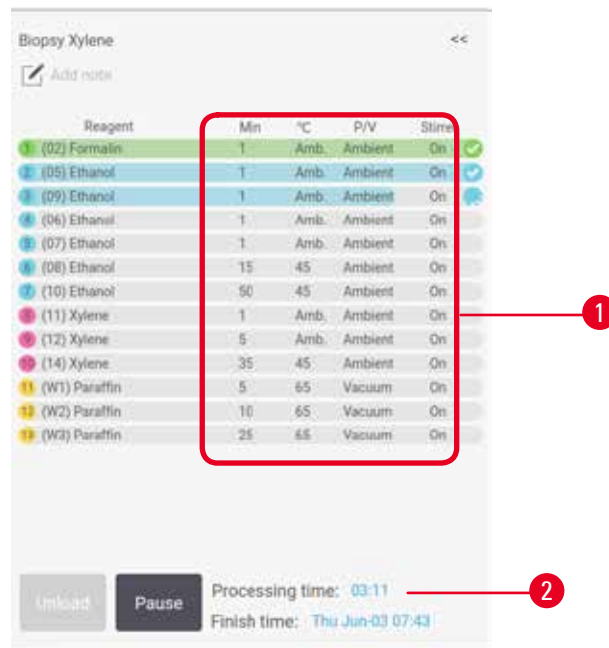 Biopsy Xylene <<
Add note
Reagent Min °C P/V Stirre
1 (02) Formalin 1 Amb. Ambient On
2 (05) Ethanol 1 Amb. Ambient On
3 (09) Ethanol 1 Amb. Ambient On
4 (06) Ethanol 1 Amb. Ambient On
5 (07) Ethanol 1 Amb. Ambient On
6 (08) Ethanol 15 45 Ambient On
7 (10) Ethanol 50 45 Ambient On
8 (11) Xylene 1 Amb. Ambient On
9 (12) Xylene 5 Amb. Ambient On
10 (14) Xylene 35 45 Ambient On
11 (W1) Paraffin 5 65 Vacuum On
12 (W2) Paraffin 10 65 Vacuum On
13 (W3) Paraffin 25 65 Vacuum On
1
Unload Pause Processing time: 03:11 2
Finish time: Thu Jun-03 07:43